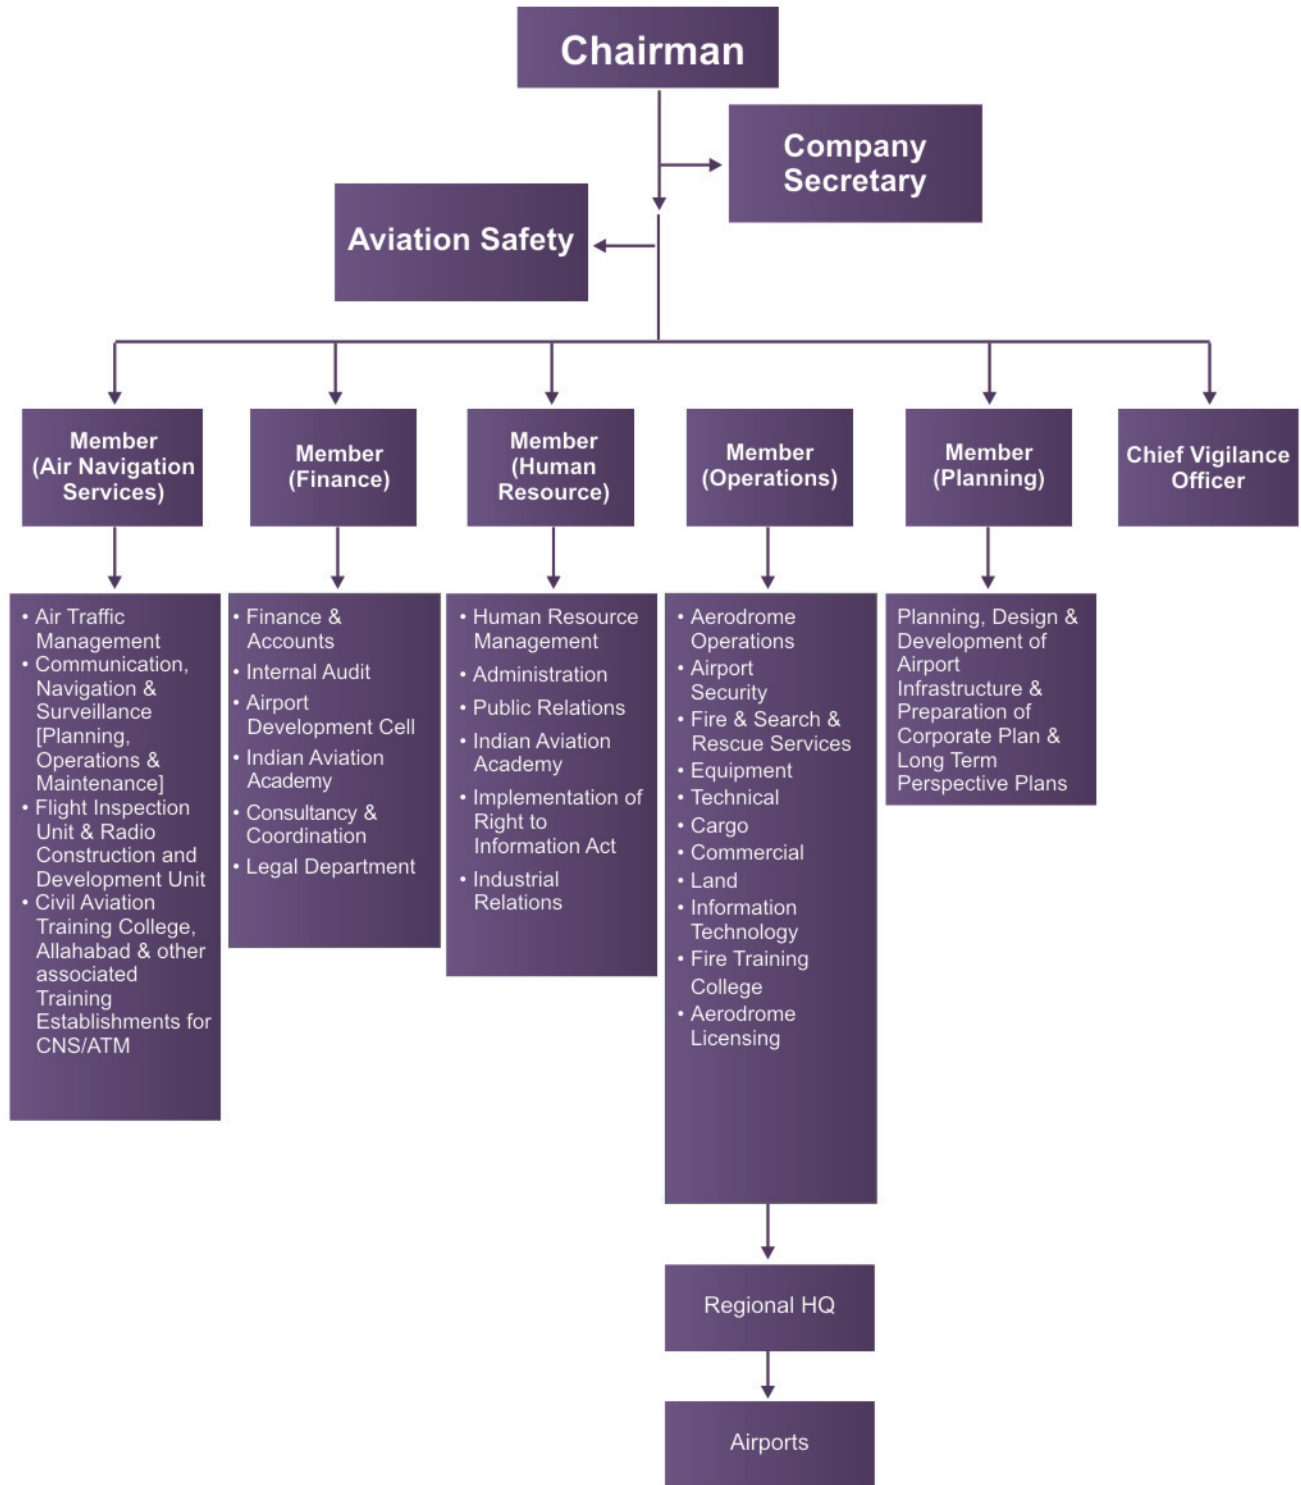 Chairman
Company
Secretary
Aviation Safety
Member
(Air Navigation
Services)
Member
(Finance)
Member
(Human
Resource)
Member
(Operations)
Member
(Planning)
Chief Vigilance
Officer
• Air Traffic
Management
• Communication,
Navigation &
Surveillance
[Planning,
Operations &
Maintenance]
• Flight Inspection
Unit & Radio
Construction and
Development Unit
• Civil Aviation
Training College,
Allahabad & other
associated
Training
Establishments for
CNS/ATM
• Finance &
Accounts
• Internal Audit
• Airport
Development Cell
• Indian Aviation
Academy
• Consultancy &
Coordination
• Legal Department
• Human Resource
Management
• Administration
• Public Relations
• Indian Aviation
Academy
• Implementation of
Right to
Information Act
• Industrial
Relations
• Aerodrome
Operations
• Airport
Security
• Fire & Search &
Rescue Services
• Equipment
• Technical
• Cargo
• Commercial
• Land
• Information
Technology
• Fire Training
College
• Aerodrome
Licensing
Planning, Design &
Development of
Airport
Infrastructure &
Preparation of
Corporate Plan &
Long Term
Perspective Plans
Regional HQ
Airports